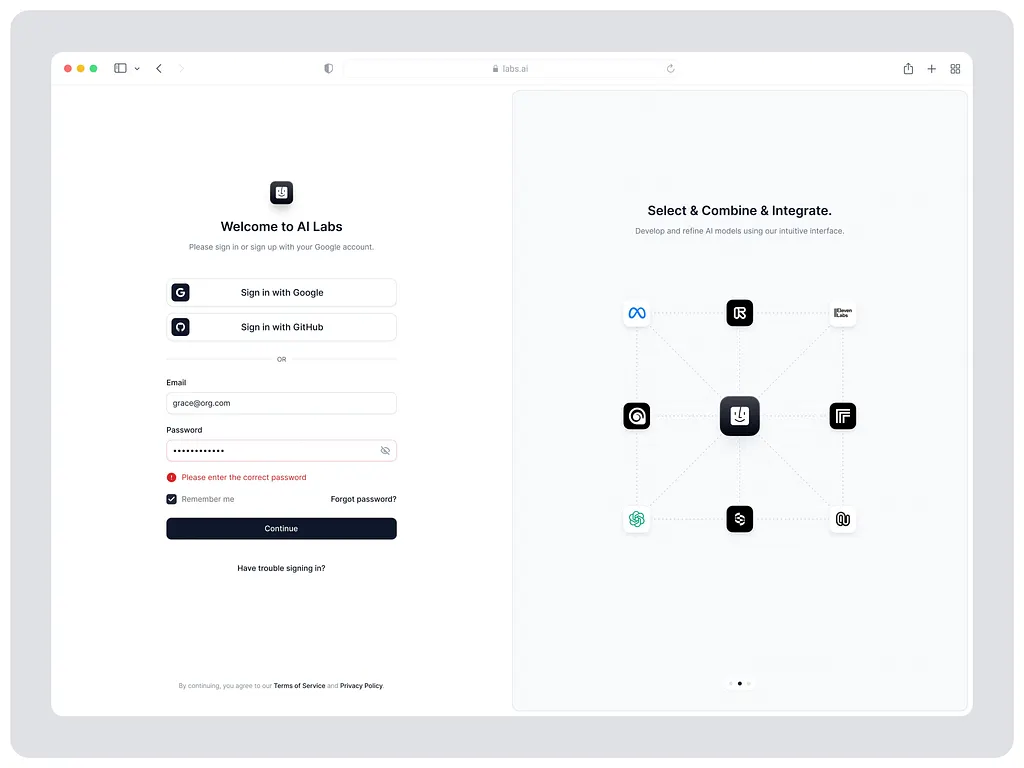 labs.ai
Welcome to AI Labs
Please sign in or sign up with your Google account.
Sign in with Google
Sign in with GitHub
OR
Email
grace@org.com
Password
Please enter the correct password
Remember me
Forgot password?
Continue
Have trouble signing in?
By continuing, you agree to our Terms of Service and Privacy Policy.
Select & Combine & Integrate.
Develop and refine AI models using our intuitive interface.
ElevenLabs